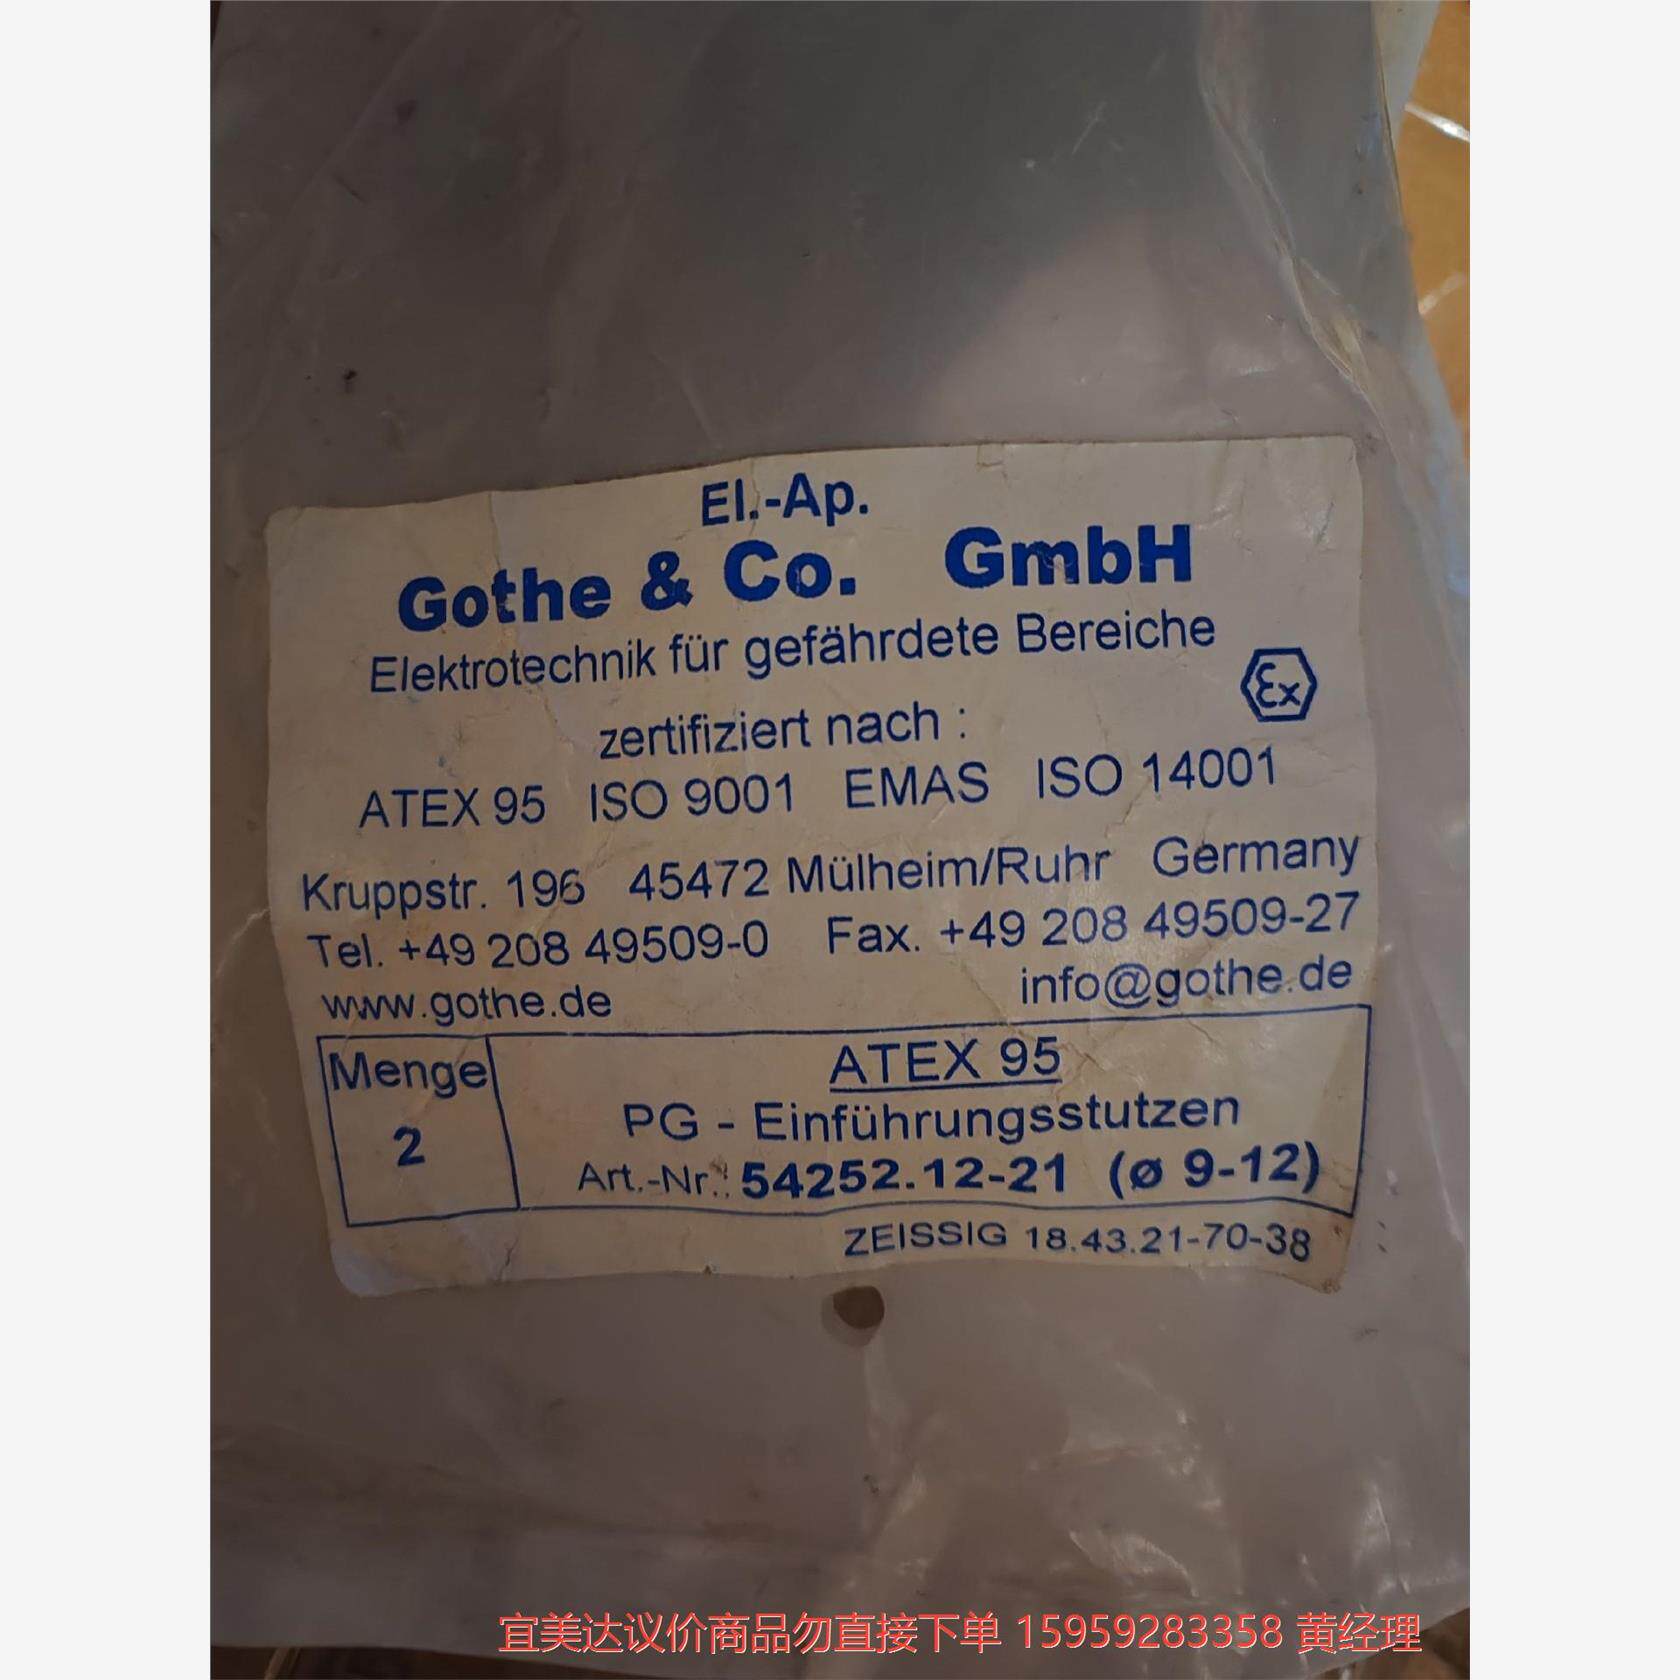 El.-Ap.
Gothe & Co. GmbH
Elektrotechnik für gefährdete Bereiche
Ex
zertifiziert nach :
ATEX 95 ISO 9001 EMAS ISO 14001
Kruppstr. 196 45472 Mülheim/Ruhr Germany
Tel. +49 208 49509-0 Fax. +49 208 49509-27
www.gothe.de info@gothe.de
Menge
2
ATEX 95
PG - Einführungsstutzen
Art.-Nr.: 54252.12-21 (ø 9-12)
ZEISSIG 18.43.21-70-38
宜美达议价商品勿直接下单 15959283358 黄经理